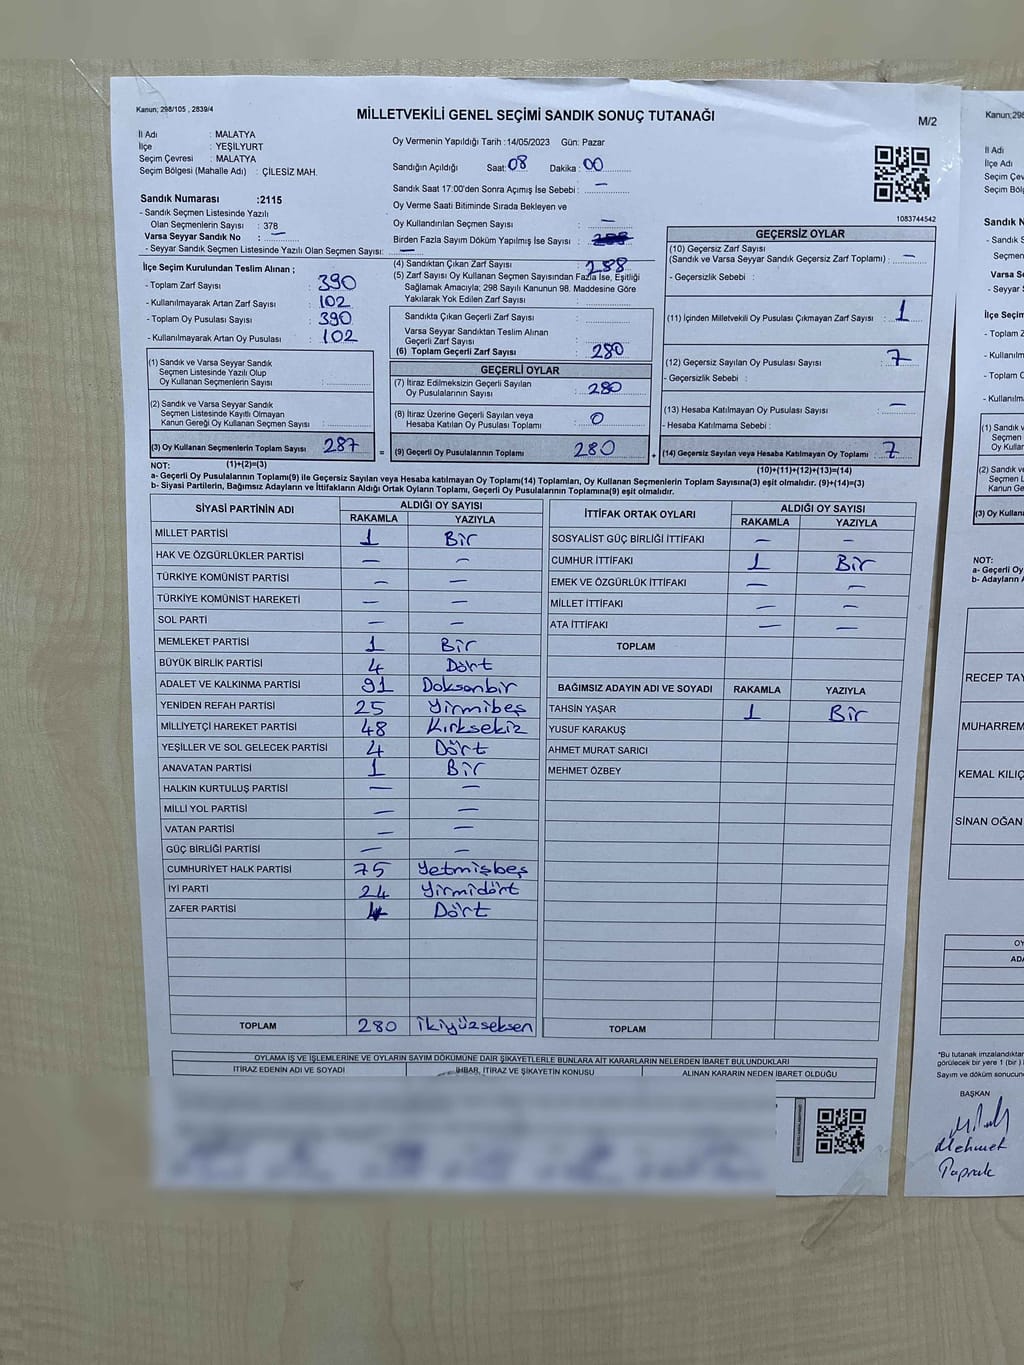 Kanun; 298/105 , 2839/4
MİLLETVEKİLİ GENEL SEÇİMİ SANDIK SONUÇ TUTANAĞI
M/2
İl Adı : MALATYA
İlçe : YEŞİLYURT
Seçim Çevresi : MALATYA
Seçim Bölgesi (Mahalle Adı) : ÇİLESİZ MAH.
Oy Vermenin Yapıldığı Tarih :14/05/2023 Gün: Pazar
Sandığın Açıldığı Saat: 08 Dakika : 00
Sandık Saat 17:00'den Sonra Açımış İse Sebebi : —
Oy Verme Saati Bitiminde Sırada Bekleyen ve
Oy Kullandırılan Seçmen Sayısı : —
Birden Fazla Sayım Döküm Yapılmış İse Sayısı :
1083744542
Sandık Numarası :2115
- Sandık Seçmen Listesinde Yazılı
Olan Seçmenlerin Sayısı : 378
Varsa Seyyar Sandık No : —
- Seyyar Sandık Seçmen Listesinde Yazılı Olan Seçmen Sayısı: —
İlçe Seçim Kurulundan Teslim Alınan ;
- Toplam Zarf Sayısı : 390
- Kullanılmayarak Artan Zarf Sayısı : 102
- Toplam Oy Pusulası Sayısı : 390
- Kullanılmayarak Artan Oy Pusulası : 102
(1) Sandık ve Varsa Seyyar Sandık
Seçmen Listesinde Yazılı Olup
Oy Kullanan Seçmenlerin Sayısı :
(2) Sandık ve Varsa Seyyar Sandık
Seçmen Listesinde Kayıtlı Olmayan
Kanun Gereği Oy Kullanan Seçmen Sayısı :
(3) Oy Kullanan Seçmenlerin Toplam Sayısı 287 =
(1)+(2)=(3)
(4) Sandıktan Çıkan Zarf Sayısı : 288
(5) Zarf Sayısı Oy Kullanan Seçmen Sayısından Fazla İse, Eşitliği
Sağlamak Amacıyla; 298 Sayılı Kanunun 98. Maddesine Göre
Yakılarak Yok Edilen Zarf Sayısı :
Sandıkta Çıkan Geçerli Zarf Sayısı :
Varsa Seyyar Sandıktan Teslim Alınan
Geçerli Zarf Sayısı :
(6) Toplam Geçerli Zarf Sayısı : 280
GEÇERLİ OYLAR
(7) İtiraz Edilmeksizin Geçerli Sayılan
Oy Pusulalarının Sayısı : 280
(8) İtiraz Üzerine Geçerli Sayılan veya
Hesaba Katılan Oy Pusulası Toplamı : 0
(9) Geçerli Oy Pusulalarının Toplamı 280 +
GEÇERSİZ OYLAR
(10) Geçersiz Zarf Sayısı
(Sandık ve Varsa Seyyar Sandık Geçersiz Zarf Toplamı) : —
- Geçersizlik Sebebi :
(11) İçinden Milletvekili Oy Pusulası Çıkmayan Zarf Sayısı : 1
(12) Geçersiz Sayılan Oy Pusulası Sayısı : 7
- Geçersizlik Sebebi :
(13) Hesaba Katılmayan Oy Pusulası Sayısı : —
- Hesaba Katılmama Sebebi :
(14) Geçersiz Sayılan veya Hesaba Katılmayan Oy Toplamı : 7
(10)+(11)+(12)+(13)=(14)
NOT:
a- Geçerli Oy Pusulalarının Toplamı(9) ile Geçersiz Sayılan veya Hesaba Katılmayan Oy Toplamı(14) Toplamları, Oy Kullanan Seçmenlerin Toplam Sayısına(3) eşit olmalıdır. (9)+(14)=(3)
b- Siyasi Partilerin, Bağımsız Adayların ve İttifakların Aldığı Ortak Oyların Toplamı, Geçerli Oy Pusulalarının Toplamına(9) eşit olmalıdır.
SİYASİ PARTİNİN ADI ALDIĞI OY SAYISI
RAKAMLA YAZIYLA
MİLLET PARTİSİ 1 Bir
HAK VE ÖZGÜRLÜKLER PARTİSİ — —
TÜRKİYE KOMÜNİST PARTİSİ — —
TÜRKİYE KOMÜNİST HAREKETİ — —
SOL PARTİ — —
MEMLEKET PARTİSİ 1 Bir
BÜYÜK BİRLİK PARTİSİ 4 Dört
ADALET VE KALKINMA PARTİSİ 91 Doksanbir
YENİDEN REFAH PARTİSİ 25 Yirmibeş
MİLLİYETÇİ HAREKET PARTİSİ 48 Kırksekiz
YEŞİLLER VE SOL GELECEK PARTİSİ 4 Dört
ANAVATAN PARTİSİ 1 Bir
HALKIN KURTULUŞ PARTİSİ — —
MİLLİ YOL PARTİSİ — —
VATAN PARTİSİ — —
GÜÇ BİRLİĞİ PARTİSİ — —
CUMHURİYET HALK PARTİSİ 75 Yetmişbeş
İYİ PARTİ 24 Yirmidört
ZAFER PARTİSİ 4 Dört
TOPLAM 280 İkiyüzseksen
İTTİFAK ORTAK OYLARI ALDIĞI OY SAYISI
RAKAMLA YAZIYLA
SOSYALİST GÜÇ BİRLİĞİ İTTİFAKI — —
CUMHUR İTTİFAKI 1 Bir
EMEK VE ÖZGÜRLÜK İTTİFAKI — —
MİLLET İTTİFAKI — —
ATA İTTİFAKI — —
TOPLAM
BAĞIMSIZ ADAYIN ADI VE SOYADI RAKAMLA YAZIYLA
TAHSİN YAŞAR 1 Bir
YUSUF KARAKUŞ
AHMET MURAT SARICI
MEHMET ÖZBEY
TOPLAM
OYLAMA İŞ VE İŞLEMLERİNE VE OYLARIN SAYIM DÖKÜMÜNE DAİR ŞİKAYETLERLE BUNLARA AİT KARARLARIN NELERDEN İBARET BULUNDUKLARI
İTİRAZ EDENİN ADI VE SOYADI İHBAR, İTİRAZ VE ŞİKAYETİN KONUSU ALINAN KARARIN NEDEN İBARET OLDUĞU
Kanun;298
İl Adı
İlçe Adı
Seçim Çev
Seçim Bölg
Sandık N
- Sandık S
Seçmen
Varsa Se
- Seyyar S
İlçe Seçim
- Toplam Z
- Kullanılm
- Toplam O
- Kullanılma
(1) Sandık v
Seçmen
Oy Kullan
(2) Sandık v
Seçmen
Kanun Ge
(3) Oy Kullan
NOT:
a- Geçerli Oy
b- Adayların A
RECEP TAY
MUHARREM
KEMAL KILIÇ
SİNAN OĞAN
OY
ADA
*Bu tutanak imzalandıktar
görülecek bir yere 1 (bir )
Sayım ve döküm sonucun
BAŞKAN
Mehmet
Toprak